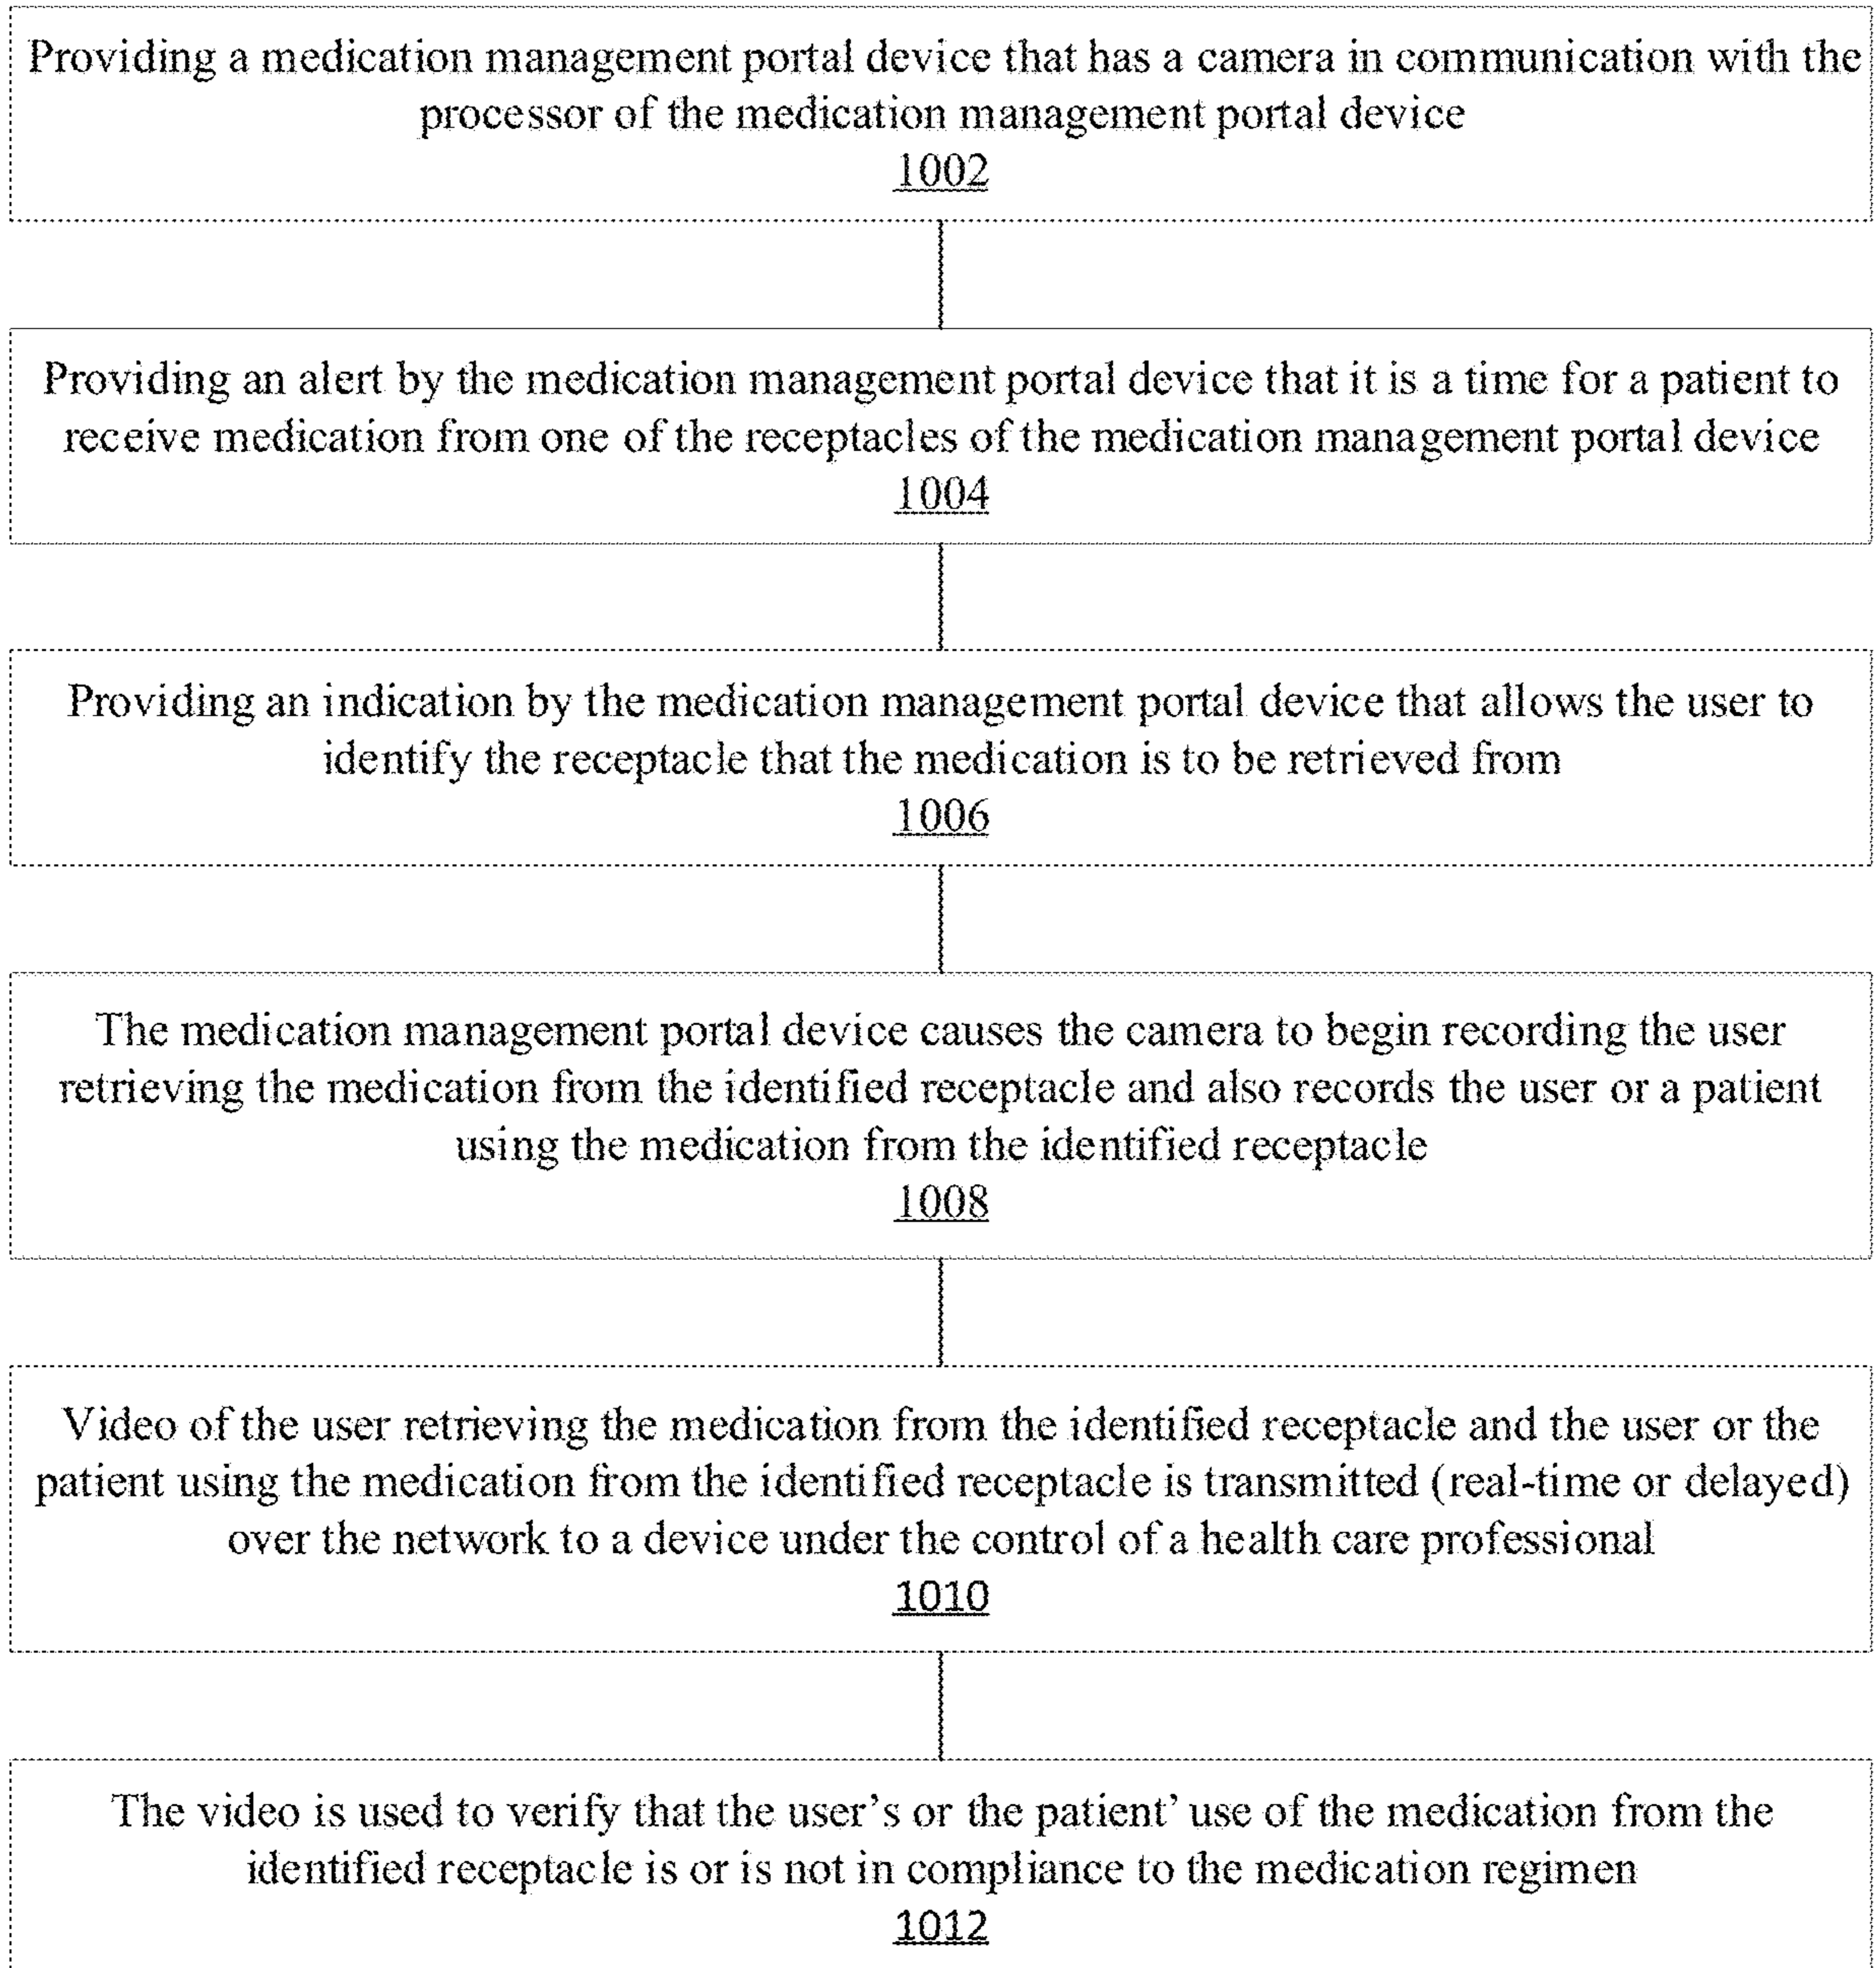 Providing a medication management portal device that has a camera in communication with the
processor of the medication management portal device
1002
Providing an alert by the medication management portal device that it is a time for a patient to
receive medication from one of the receptacles of the medication management portal device
1004
Providing an indication by the medication management portal device that allows the user to
identify the receptacle that the medication is to be retrieved from
1006
The medication management portal device causes the camera to begin recording the user
retrieving the medication from the identified receptacle and also records the user or a patient
using the medication from the identified receptacle
1008
Video of the user retrieving the medication from the identified receptacle and the user or the
patient using the medication from the identified receptacle is transmitted (real-time or delayed)
over the network to a device under the control of a health care professional
1010
The video is used to verify that the user’s or the patient’ use of the medication from the
identified receptacle is or is not in compliance to the medication regimen
1012